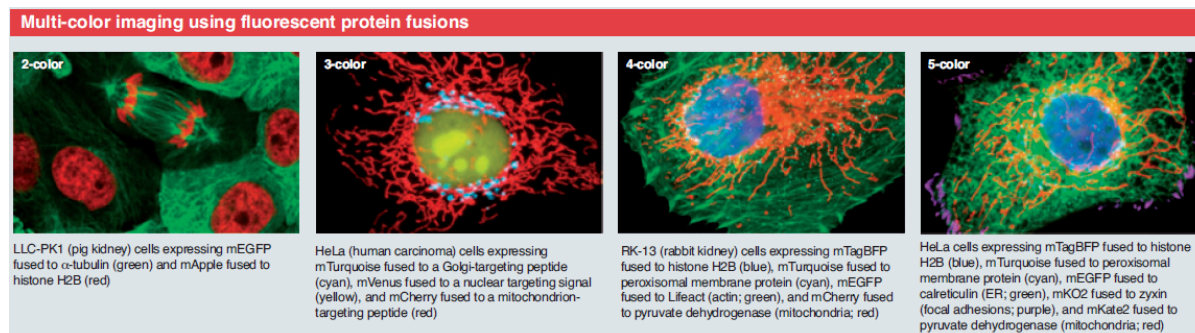 Multi-color imaging using fluorescent protein fusions
2-color
3-color
4-color
5-color
LLC-PK1 (pig kidney) cells expressing mEGFP
fused to α-tubulin (green) and mApple fused to
histone H2B (red)
HeLa (human carcinoma) cells expressing
mTurquoise fused to a Golgi-targeting peptide
(cyan), mVenus fused to a nuclear targeting signal
(yellow), and mCherry fused to a mitochondrion-
targeting peptide (red)
RK-13 (rabbit kidney) cells expressing mTagBFP
fused to histone H2B (blue), mTurquoise fused to
peroxisomal membrane protein (cyan), mEGFP
fused to Lifeact (actin; green), and mCherry fused
to pyruvate dehydrogenase (mitochondria; red)
HeLa cells expressing mTagBFP fused to histone
H2B (blue), mTurquoise fused to peroxisomal
membrane protein (cyan), mEGFP fused to
calreticulin (ER; green), mKO2 fused to zyxin
(focal adhesions; purple), and mKate2 fused to
pyruvate dehydrogenase (mitochondria; red)